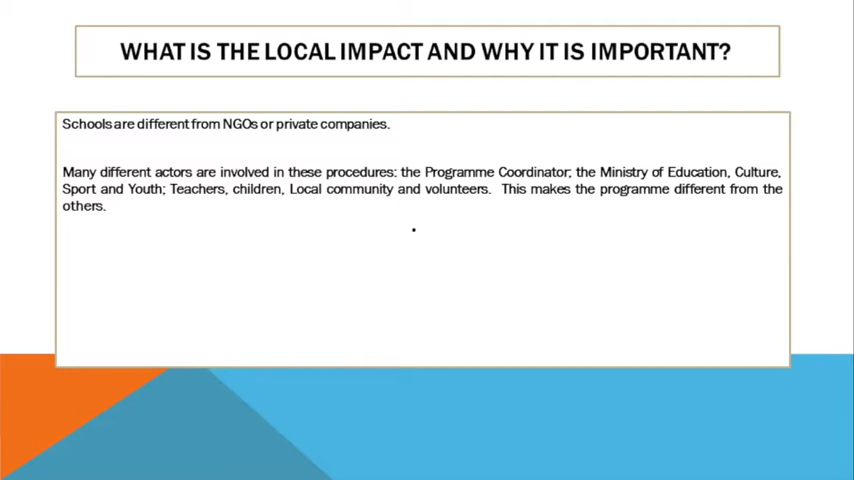 WHAT IS THE LOCAL IMPACT AND WHY IT IS IMPORTANT?
Schools are different from NGOs or private companies.
Many different actors are involved in these procedures: the Programme Coordinator; the Ministry of Education, Culture,
Sport and Youth; Teachers, children, Local community and volunteers. This makes the programme different from the
others.